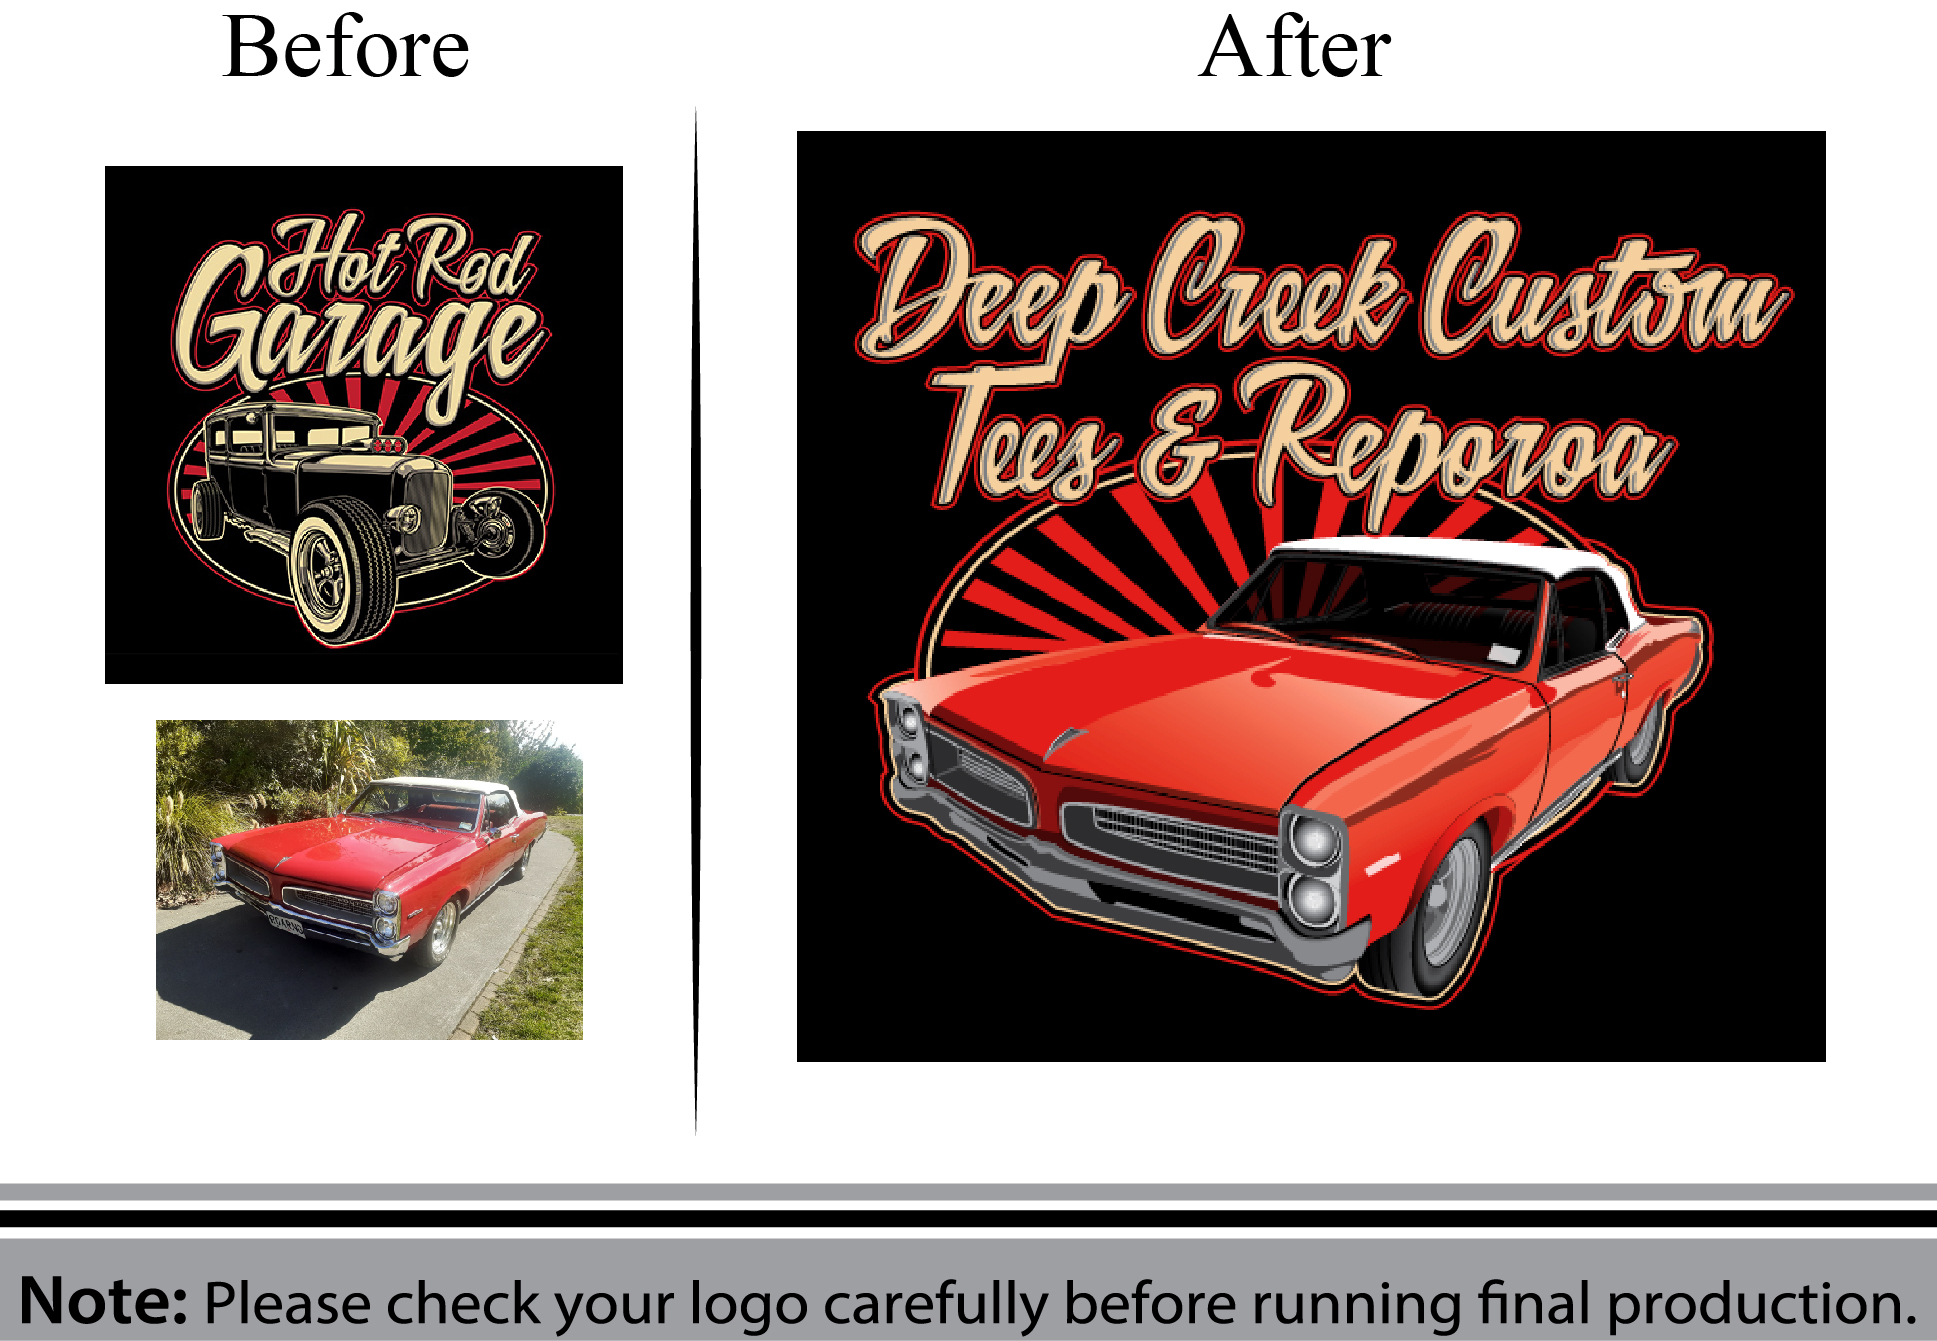 Before
After
Hot Rod
Garage
Deep Creek Custom
Tees & Reporoa
Note: Please check your logo carefully before running final production.